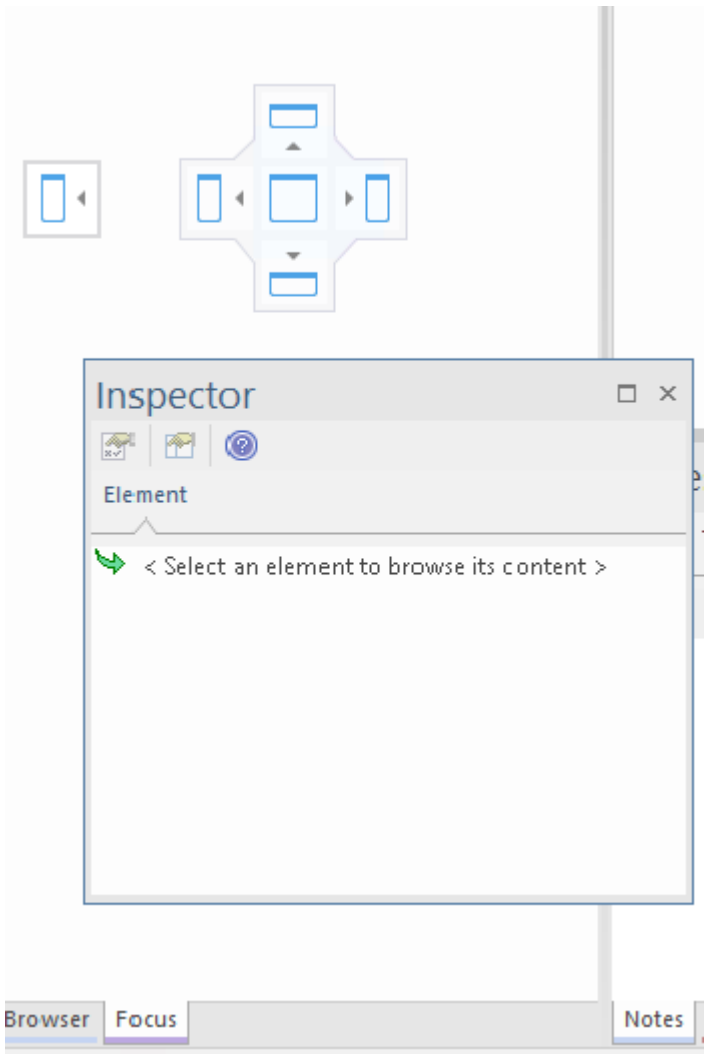 Inspector
Element
< Select an element to browse its content >
Browser
Focus
Notes